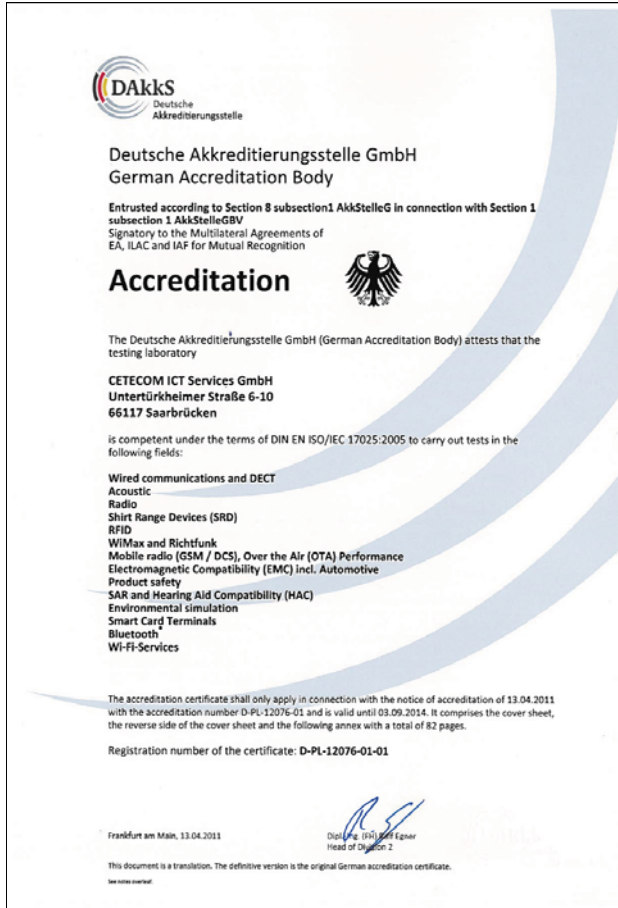 DAkkS
Deutsche
Akkreditierungsstelle
Deutsche Akkreditierungsstelle GmbH
German Accreditation Body
Entrusted according to Section 8 subsection1 AkkStelleG in connection with Section 1
subsection 1 AkkStelleGBV
Signatory to the Multilateral Agreements of
EA, ILAC and IAF for Mutual Recognition
Accreditation
The Deutsche Akkreditierungsstelle GmbH (German Accreditation Body) attests that the
testing laboratory
CETECOM ICT Services GmbH
Untertürkheimer Straße 6-10
66117 Saarbrücken
is competent under the terms of DIN EN ISO/IEC 17025:2005 to carry out tests in the
following fields:
Wired communications and DECT
Acoustic
Radio
Shirt Range Devices (SRD)
RFID
WiMax and Richtfunk
Mobile radio (GSM / DCS), Over the Air (OTA) Performance
Electromagnetic Compatibility (EMC) incl. Automotive
Product safety
SAR and Hearing Aid Compatibility (HAC)
Environmental simulation
Smart Card Terminals
Bluetooth
Wi-Fi-Services
The accreditation certificate shall only apply in connection with the notice of accreditation of 13.04.2011
with the accreditation number D-PL-12076-01 and is valid until 03.09.2014. It comprises the cover sheet,
the reverse side of the cover sheet and the following annex with a total of 82 pages.
Registration number of the certificate: D-PL-12076-01-01
Frankfurt am Main, 13.04.2011
(FH) Egner
Head of Division 2
This document is a translation. The definitive version is the original German accreditation certificate.
See notes overleaf.